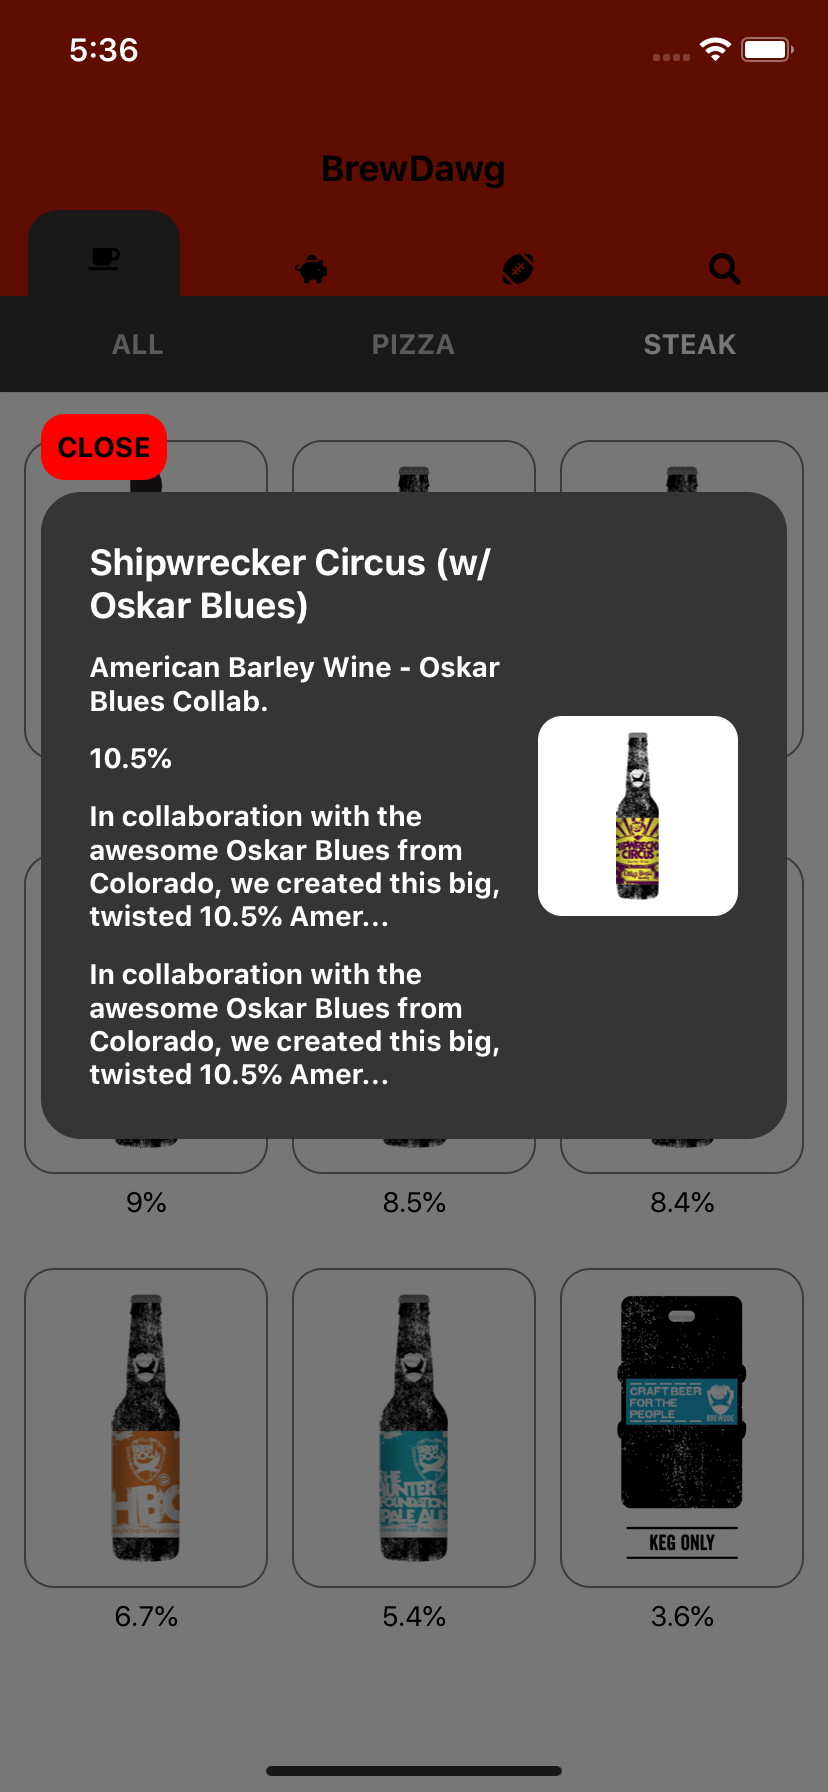 5:36
BrewDawg
ALL PIZZA STEAK
CLOSE
Shipwrecker Circus (w/
Oskar Blues)
American Barley Wine - Oskar
Blues Collab.
10.5%
In collaboration with the
awesome Oskar Blues from
Colorado, we created this big,
twisted 10.5% Amer...
In collaboration with the
awesome Oskar Blues from
Colorado, we created this big,
twisted 10.5% Amer...
CIRCUS
9% 8.5% 8.4%
HBC
THE
HUNTER
FOUNDATION
PALE ALE
CRAFT BEER
FOR THE
PEOPLE
BREWDOG
KEG ONLY
6.7% 5.4% 3.6%